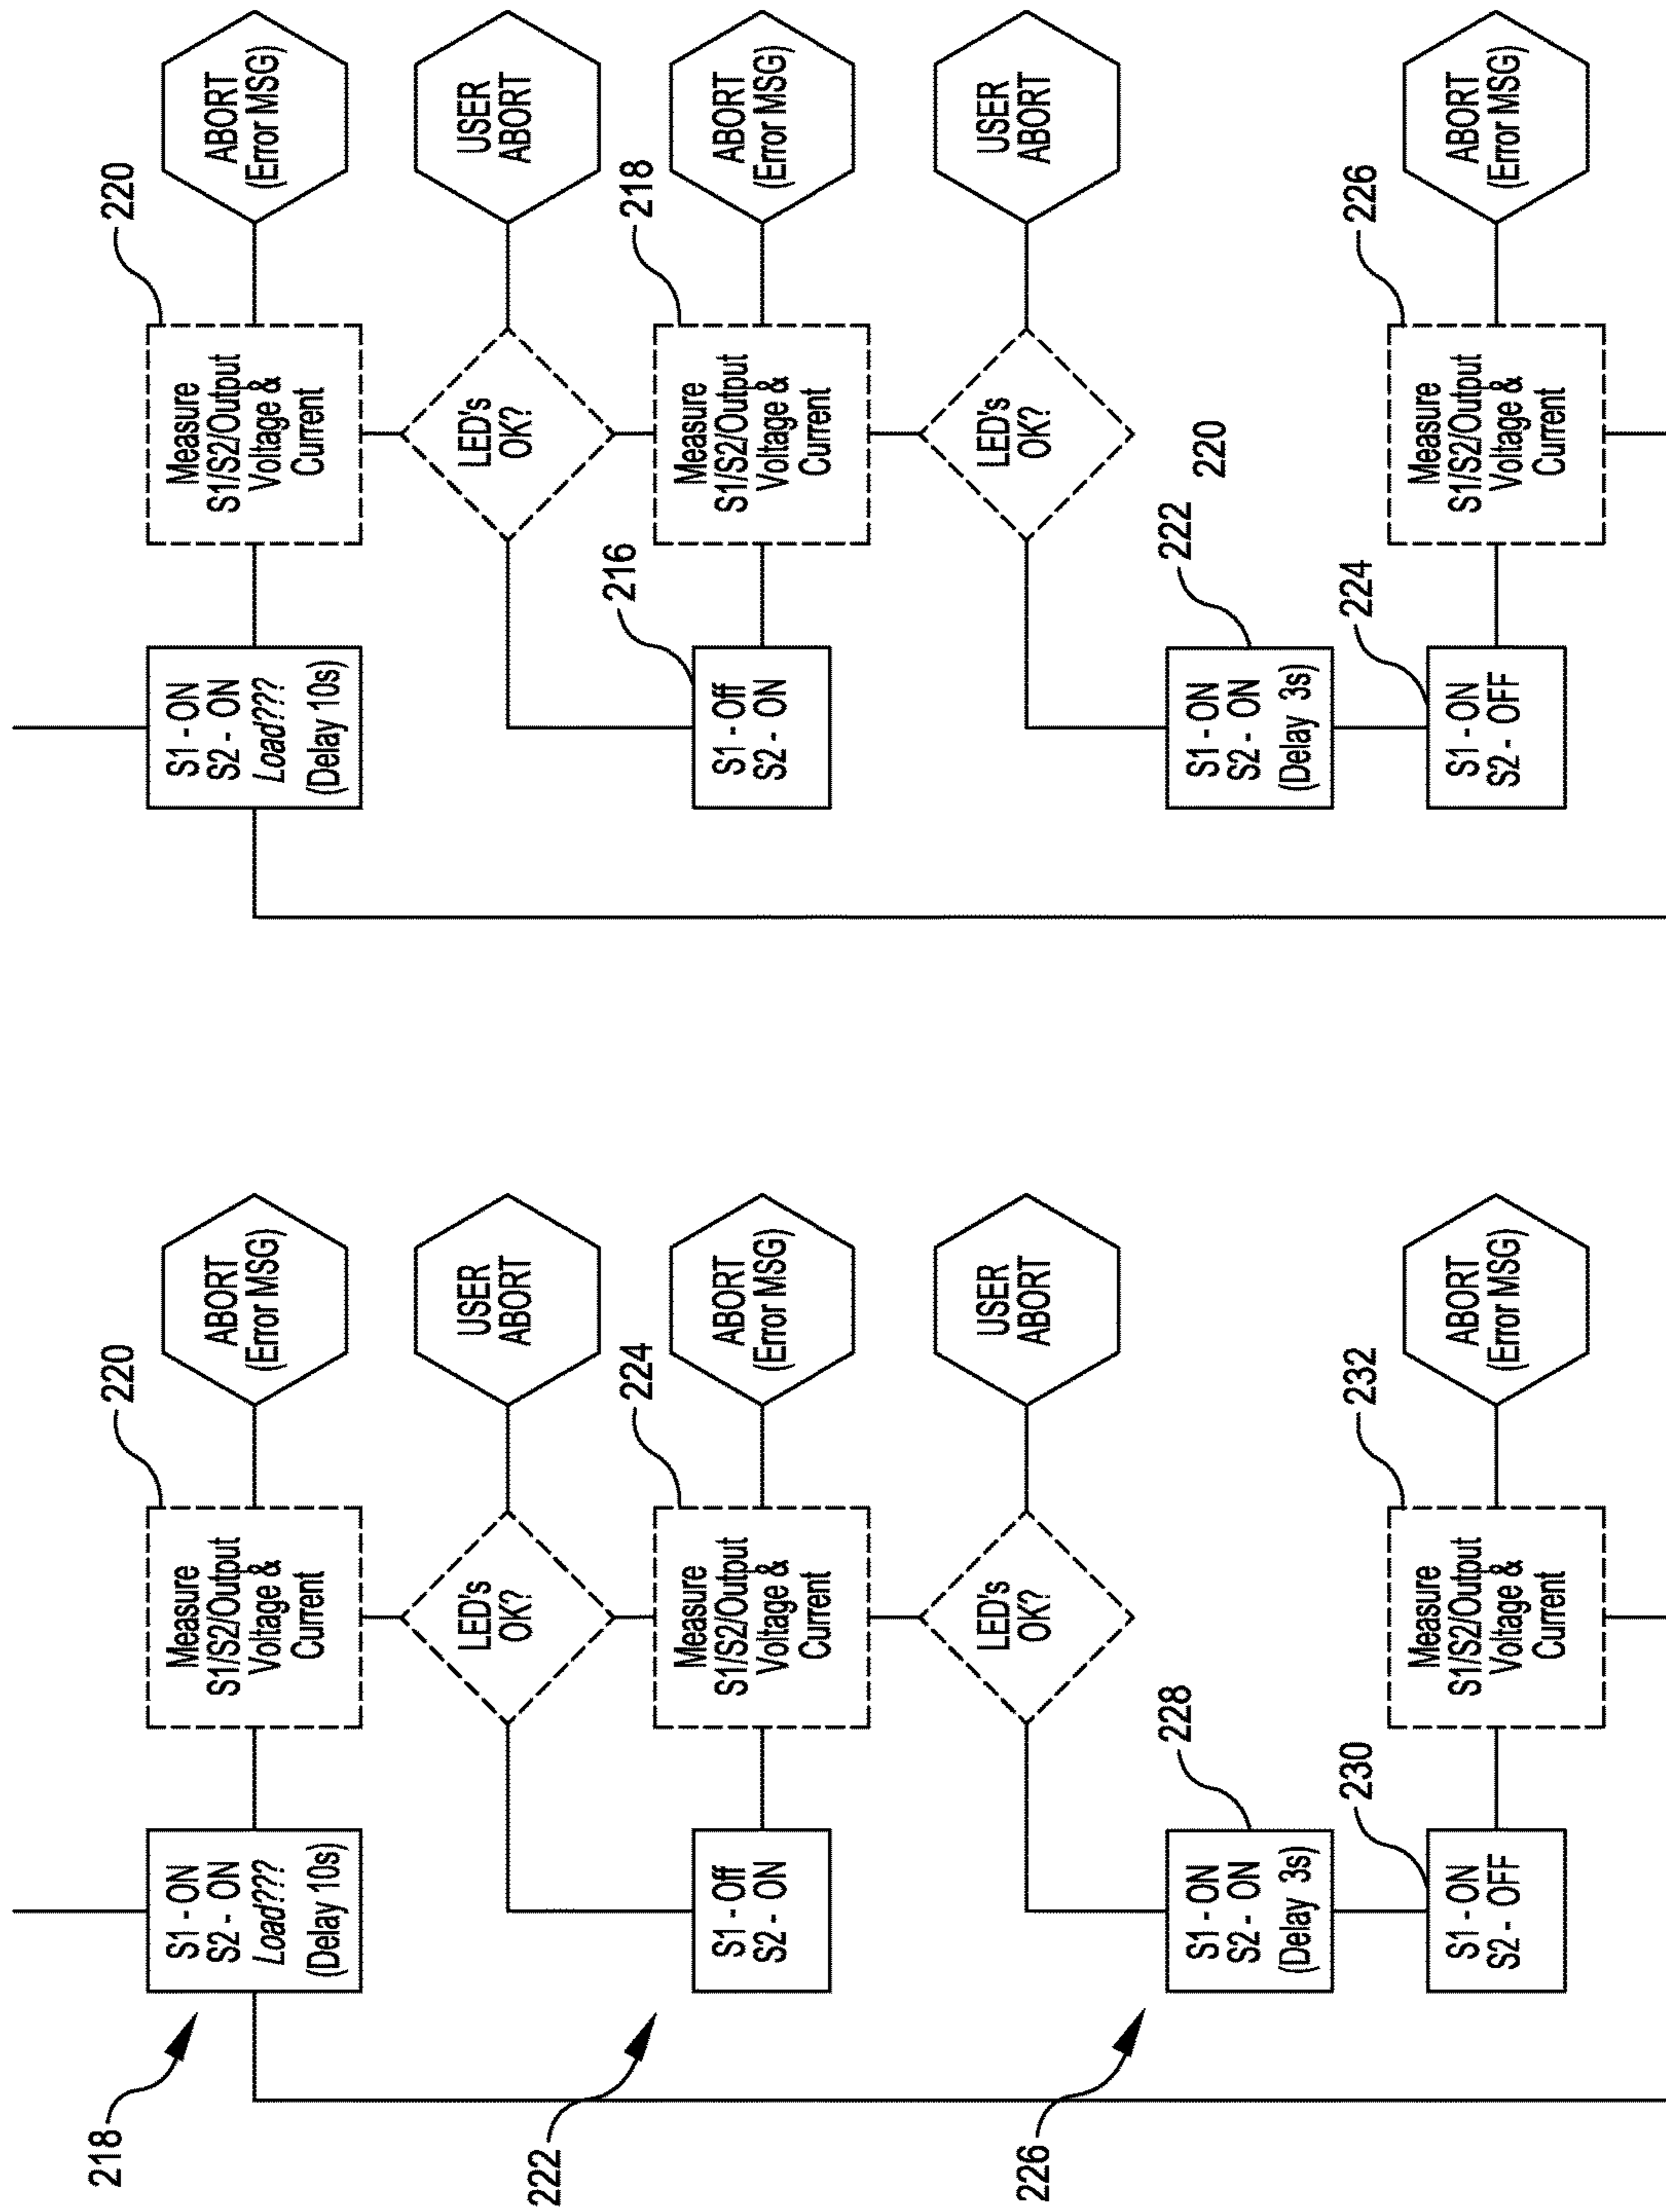 218
S1 - ON
S2 - ON
Load???
(Delay 10s)
220
Measure
S1/S2/Output
Voltage &
Current
ABORT
(Error MSG)
LED's
OK?
USER
ABORT
222
S1 - Off
S2 - ON
224
Measure
S1/S2/Output
Voltage &
Current
ABORT
(Error MSG)
LED's
OK?
USER
ABORT
226
228
S1 - ON
S2 - ON
(Delay 3s)
230
S1 - ON
S2 - OFF
232
Measure
S1/S2/Output
Voltage &
Current
ABORT
(Error MSG)
S1 - ON
S2 - ON
Load???
(Delay 10s)
220
Measure
S1/S2/Output
Voltage &
Current
ABORT
(Error MSG)
LED's
OK?
USER
ABORT
216
S1 - Off
S2 - ON
218
Measure
S1/S2/Output
Voltage &
Current
ABORT
(Error MSG)
LED's
OK?
USER
ABORT
220
222
S1 - ON
S2 - ON
(Delay 3s)
224
S1 - ON
S2 - OFF
226
Measure
S1/S2/Output
Voltage &
Current
ABORT
(Error MSG)